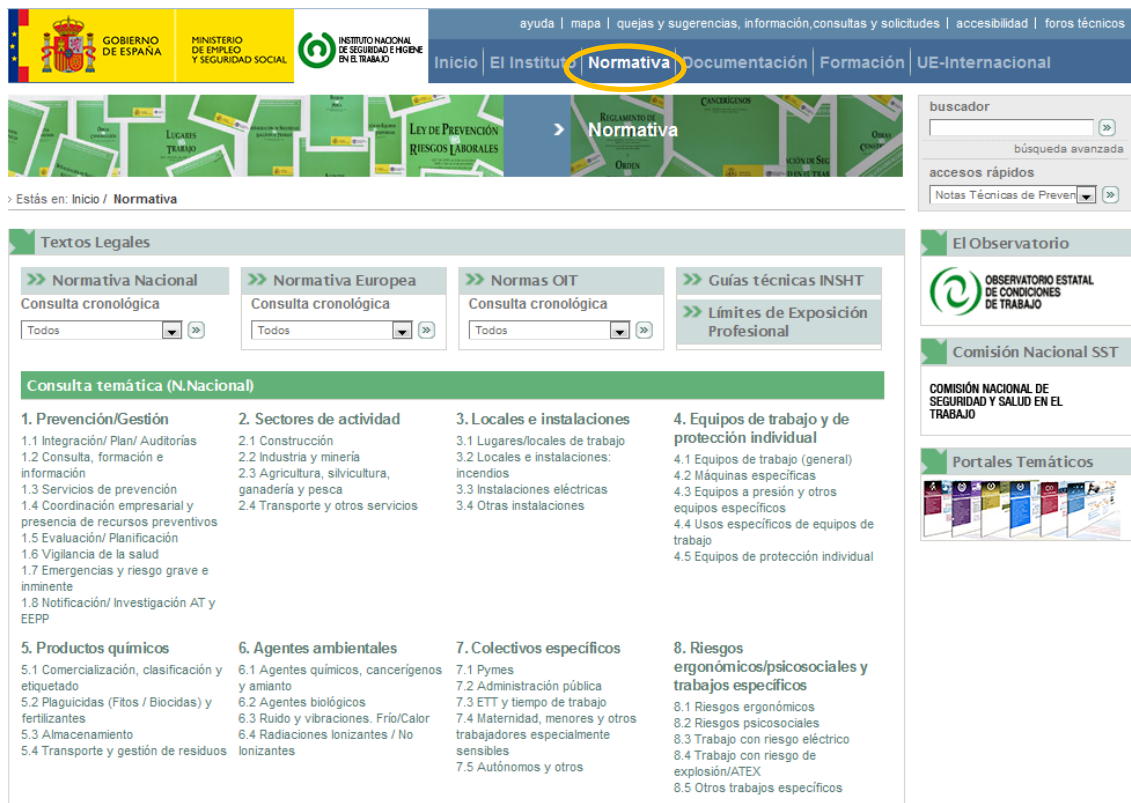 GOBIERNO
DE ESPAÑA
MINISTERIO
DE EMPLEO
Y SEGURIDAD SOCIAL
INSTITUTO NACIONAL
DE SEGURIDAD E HIGIENE
EN EL TRABAJO
ayuda | mapa | quejas y sugerencias, información,consultas y solicitudes | accesibilidad | foros técnicos
Inicio | El Instituto | Normativa | Documentación | Formación | UE-Internacional
LUGARES
TRABAJO
LEY DE PREVENCIÓN
RIESGOS LABORALES
> Normativa
REGLAMENTO DE
ORDEN
CANCERÍGENOS
OBRAS
buscador
búsqueda avanzada
accesos rápidos
Notas Técnicas de Preven
> Estás en: Inicio / Normativa
Textos Legales
Normativa Nacional
Consulta cronológica
Todos
Normativa Europea
Consulta cronológica
Todos
Normas OIT
Consulta cronológica
Todos
Guías técnicas INSHT
Límites de Exposición
Profesional
Consulta temática (N.Nacional)
1. Prevención/Gestión
1.1 Integración/ Plan/ Auditorías
1.2 Consulta, formación e
información
1.3 Servicios de prevención
1.4 Coordinación empresarial y
presencia de recursos preventivos
1.5 Evaluación/ Planificación
1.6 Vigilancia de la salud
1.7 Emergencias y riesgo grave e
inminente
1.8 Notificación/ Investigación AT y
EEPP
2. Sectores de actividad
2.1 Construcción
2.2 Industria y minería
2.3 Agricultura, silvicultura,
ganadería y pesca
2.4 Transporte y otros servicios
3. Locales e instalaciones
3.1 Lugares/locales de trabajo
3.2 Locales e instalaciones:
incendios
3.3 Instalaciones eléctricas
3.4 Otras instalaciones
4. Equipos de trabajo y de
protección individual
4.1 Equipos de trabajo (general)
4.2 Máquinas específicas
4.3 Equipos a presión y otros
equipos específicos
4.4 Usos específicos de equipos de
trabajo
4.5 Equipos de protección individual
5. Productos químicos
5.1 Comercialización, clasificación y
etiquetado
5.2 Plaguicidas (Fitos / Biocidas) y
fertilizantes
5.3 Almacenamiento
5.4 Transporte y gestión de residuos
6. Agentes ambientales
6.1 Agentes químicos, cancerígenos
y amianto
6.2 Agentes biológicos
6.3 Ruido y vibraciones. Frío/Calor
6.4 Radiaciones Ionizantes / No
Ionizantes
7. Colectivos específicos
7.1 Pymes
7.2 Administración pública
7.3 ETT y tiempo de trabajo
7.4 Maternidad, menores y otros
trabajadores especialmente
sensibles
7.5 Autónomos y otros
8. Riesgos
ergonómicos/psicosociales y
trabajos específicos
8.1 Riesgos ergonómicos
8.2 Riesgos psicosociales
8.3 Trabajo con riesgo eléctrico
8.4 Trabajo con riesgo de
explosión/ATEX
8.5 Otros trabajos específicos
El Observatorio
OBSERVATORIO ESTATAL
DE CONDICIONES
DE TRABAJO
Comisión Nacional SST
COMISIÓN NACIONAL DE
SEGURIDAD Y SALUD EN EL
TRABAJO
Portales Temáticos